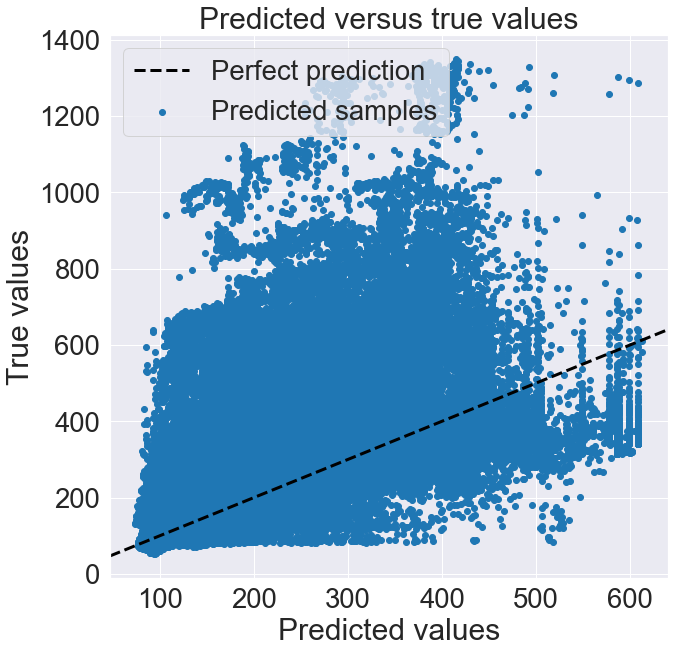 Predicted versus true values
1400
1200
1000
800
600
400
200
0
True values
Perfect prediction
Predicted samples
100 200 300 400 500 600
Predicted values